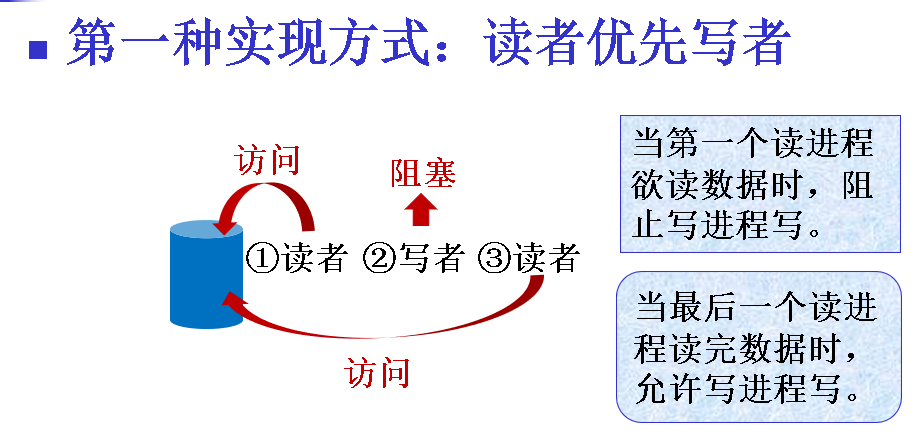 第一种实现方式：读者优先写者
访问
阻塞
①读者 ②写者 ③读者
访问
当第一个读进程
欲读数据时，阻
止写进程写。
当最后一个读进
程读完数据时，
允许写进程写。